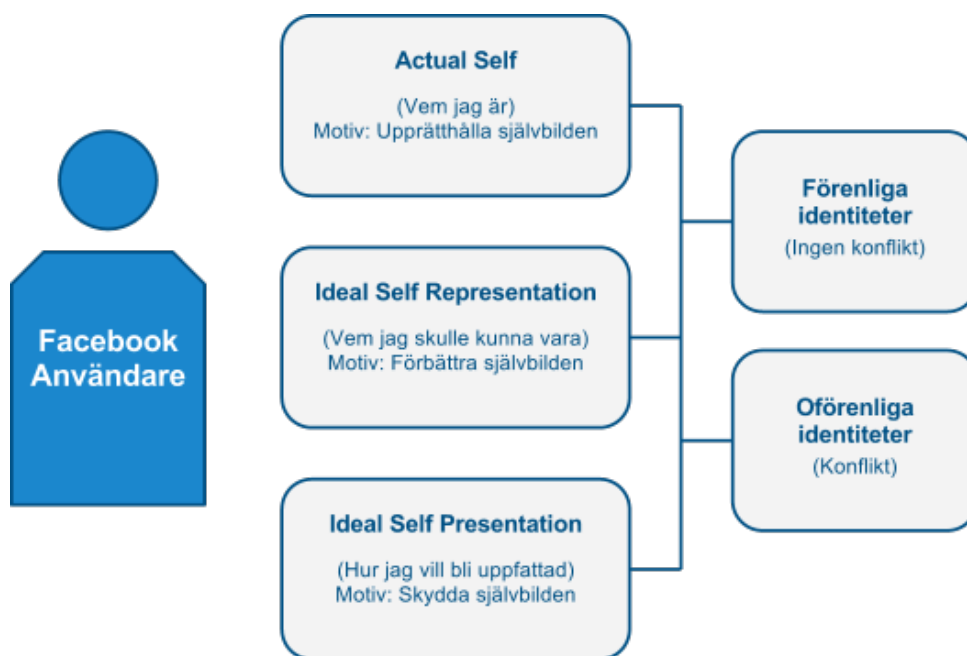 Facebook
Användare
Actual Self
(Vem jag är)
Motiv: Upprätthålla självbilden
Ideal Self Representation
(Vem jag skulle kunna vara)
Motiv: Förbättra självbilden
Ideal Self Presentation
(Hur jag vill bli uppfattad)
Motiv: Skydda självbilden
Förenliga
identiteter
(Ingen konflikt)
Oförenliga
identiteter
(Konflikt)